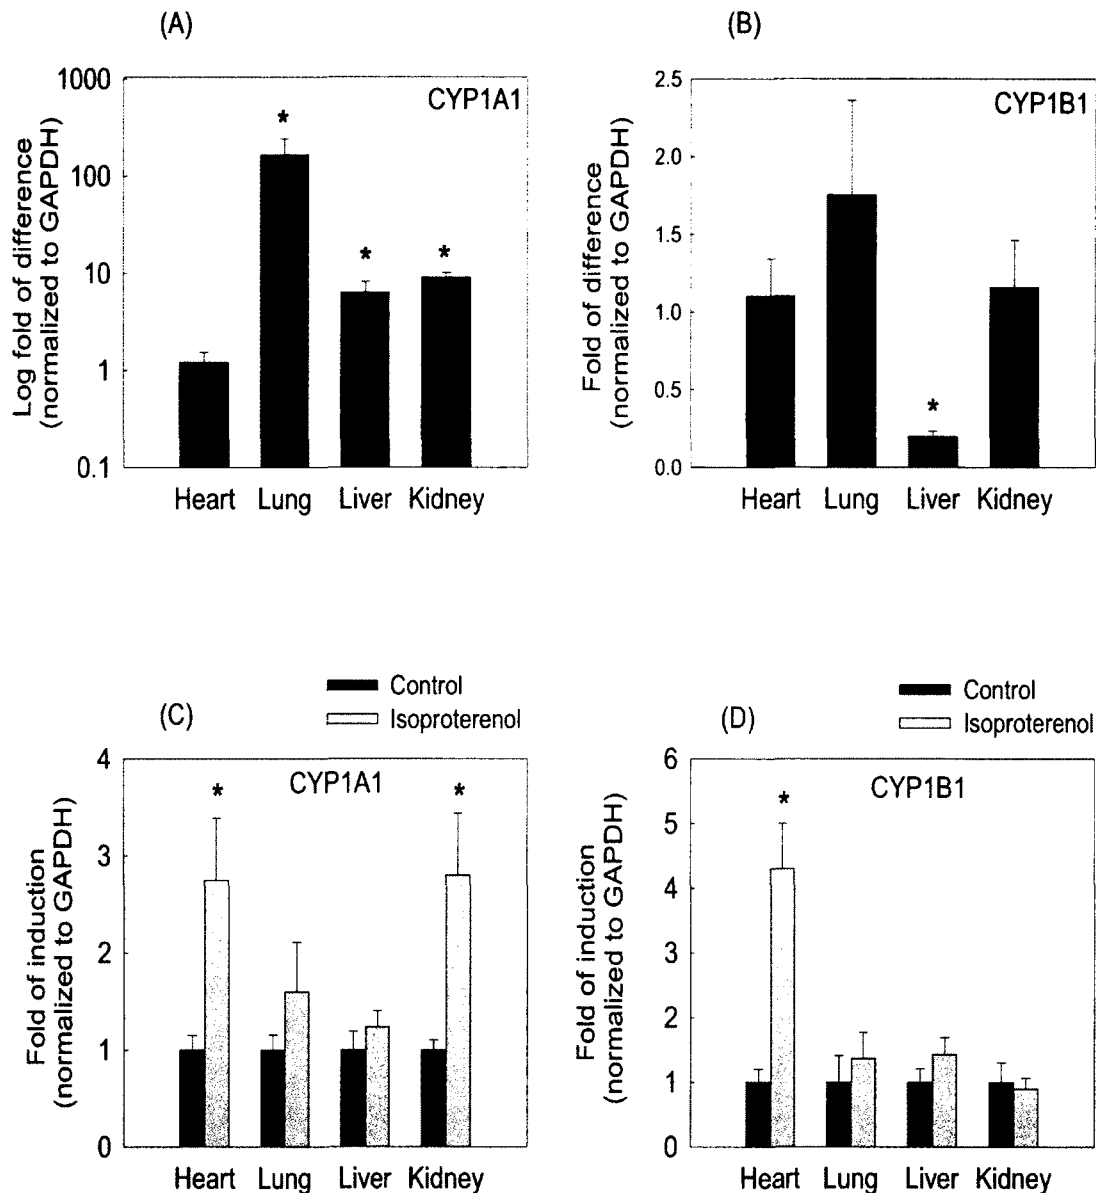 (A)
CYP1A1
Log fold of difference
(normalized to GAPDH)
1000
100
10
1
0.1
*
*
*
Heart Lung Liver Kidney
(B)
CYP1B1
Fold of difference
(normalized to GAPDH)
2.5
2.0
1.5
1.0
0.5
0.0
*
Heart Lung Liver Kidney
Control
Isoproterenol
(C)
CYP1A1
Fold of induction
(normalized to GAPDH)
4
3
2
1
0
*
*
Heart Lung Liver Kidney
Control
Isoproterenol
(D)
CYP1B1
Fold of induction
(normalized to GAPDH)
6
5
4
3
2
1
0
*
Heart Lung Liver Kidney